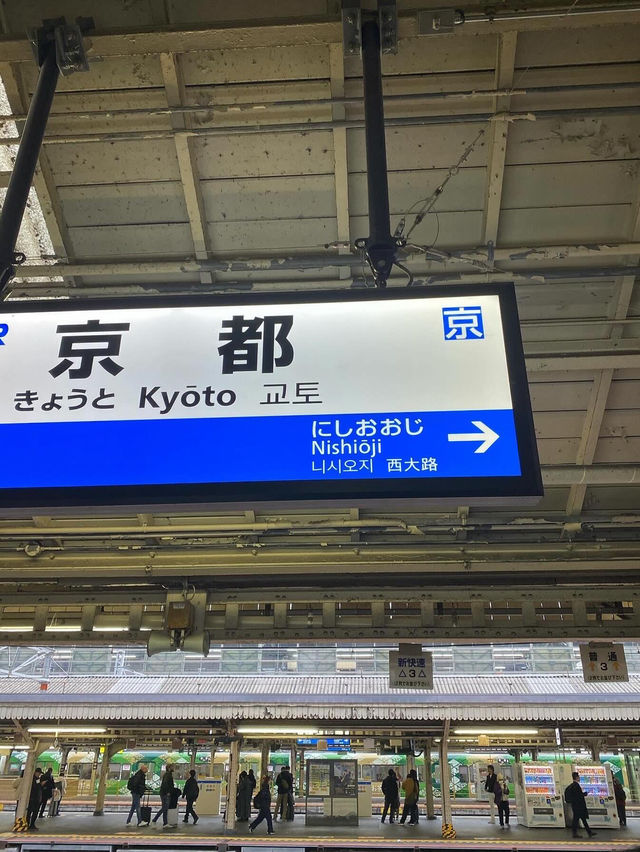 京都
京
きょうと Kyōto 교토
にしおおじ
Nishiōji
니시오지 西大路
新快速
△3△
普通
3